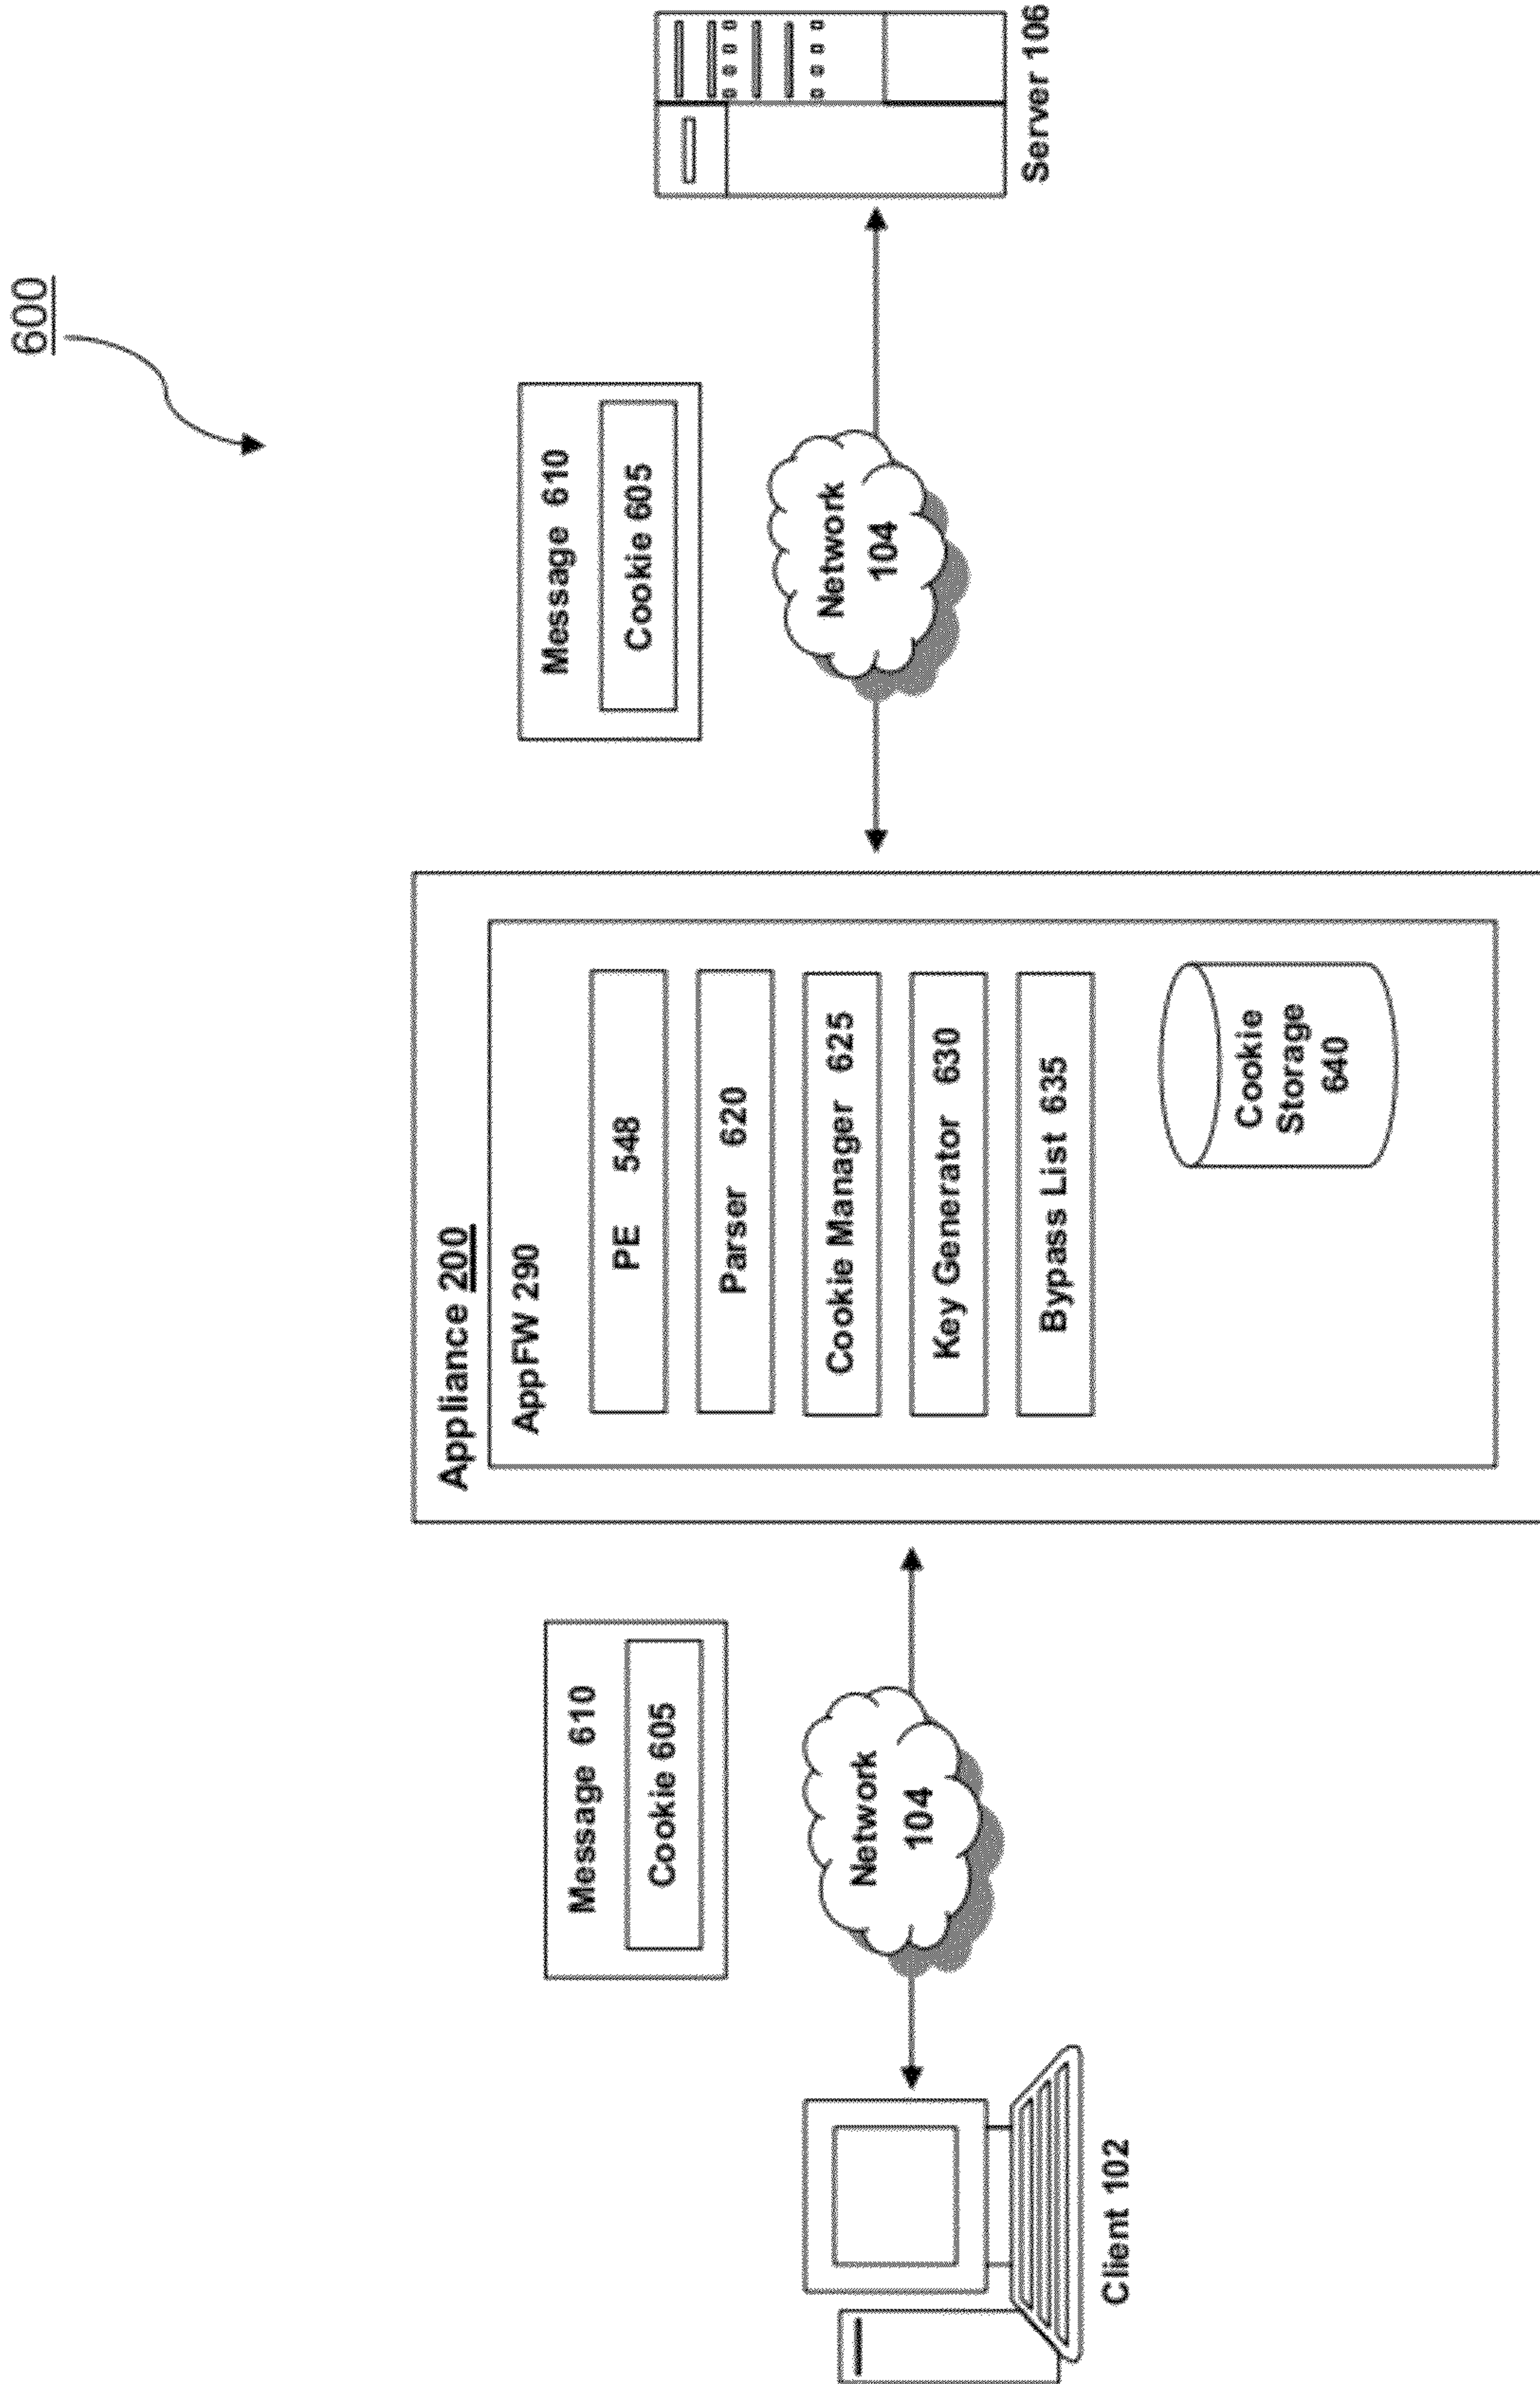 600
Message 610
Cookie 605
Network
104
Client 102
Appliance 200
AppFW 290
PE 548
Parser 620
Cookie Manager 625
Key Generator 630
Bypass List 635
Cookie
Storage
640
Message 610
Cookie 605
Network
104
Server 106